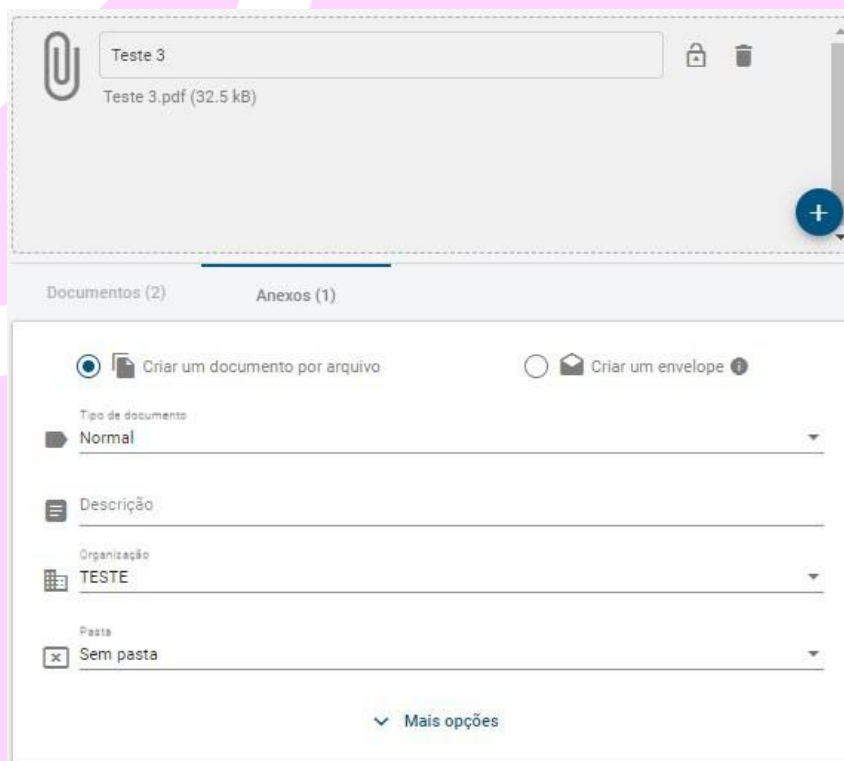 Teste 3
Teste 3.pdf (32.5 kB)
Documentos (2)
Anexos (1)
Criar um documento por arquivo
Criar um envelope
Tipo de documento
Normal
Descrição
Organização
TESTE
Pasta
Sem pasta
Mais opções